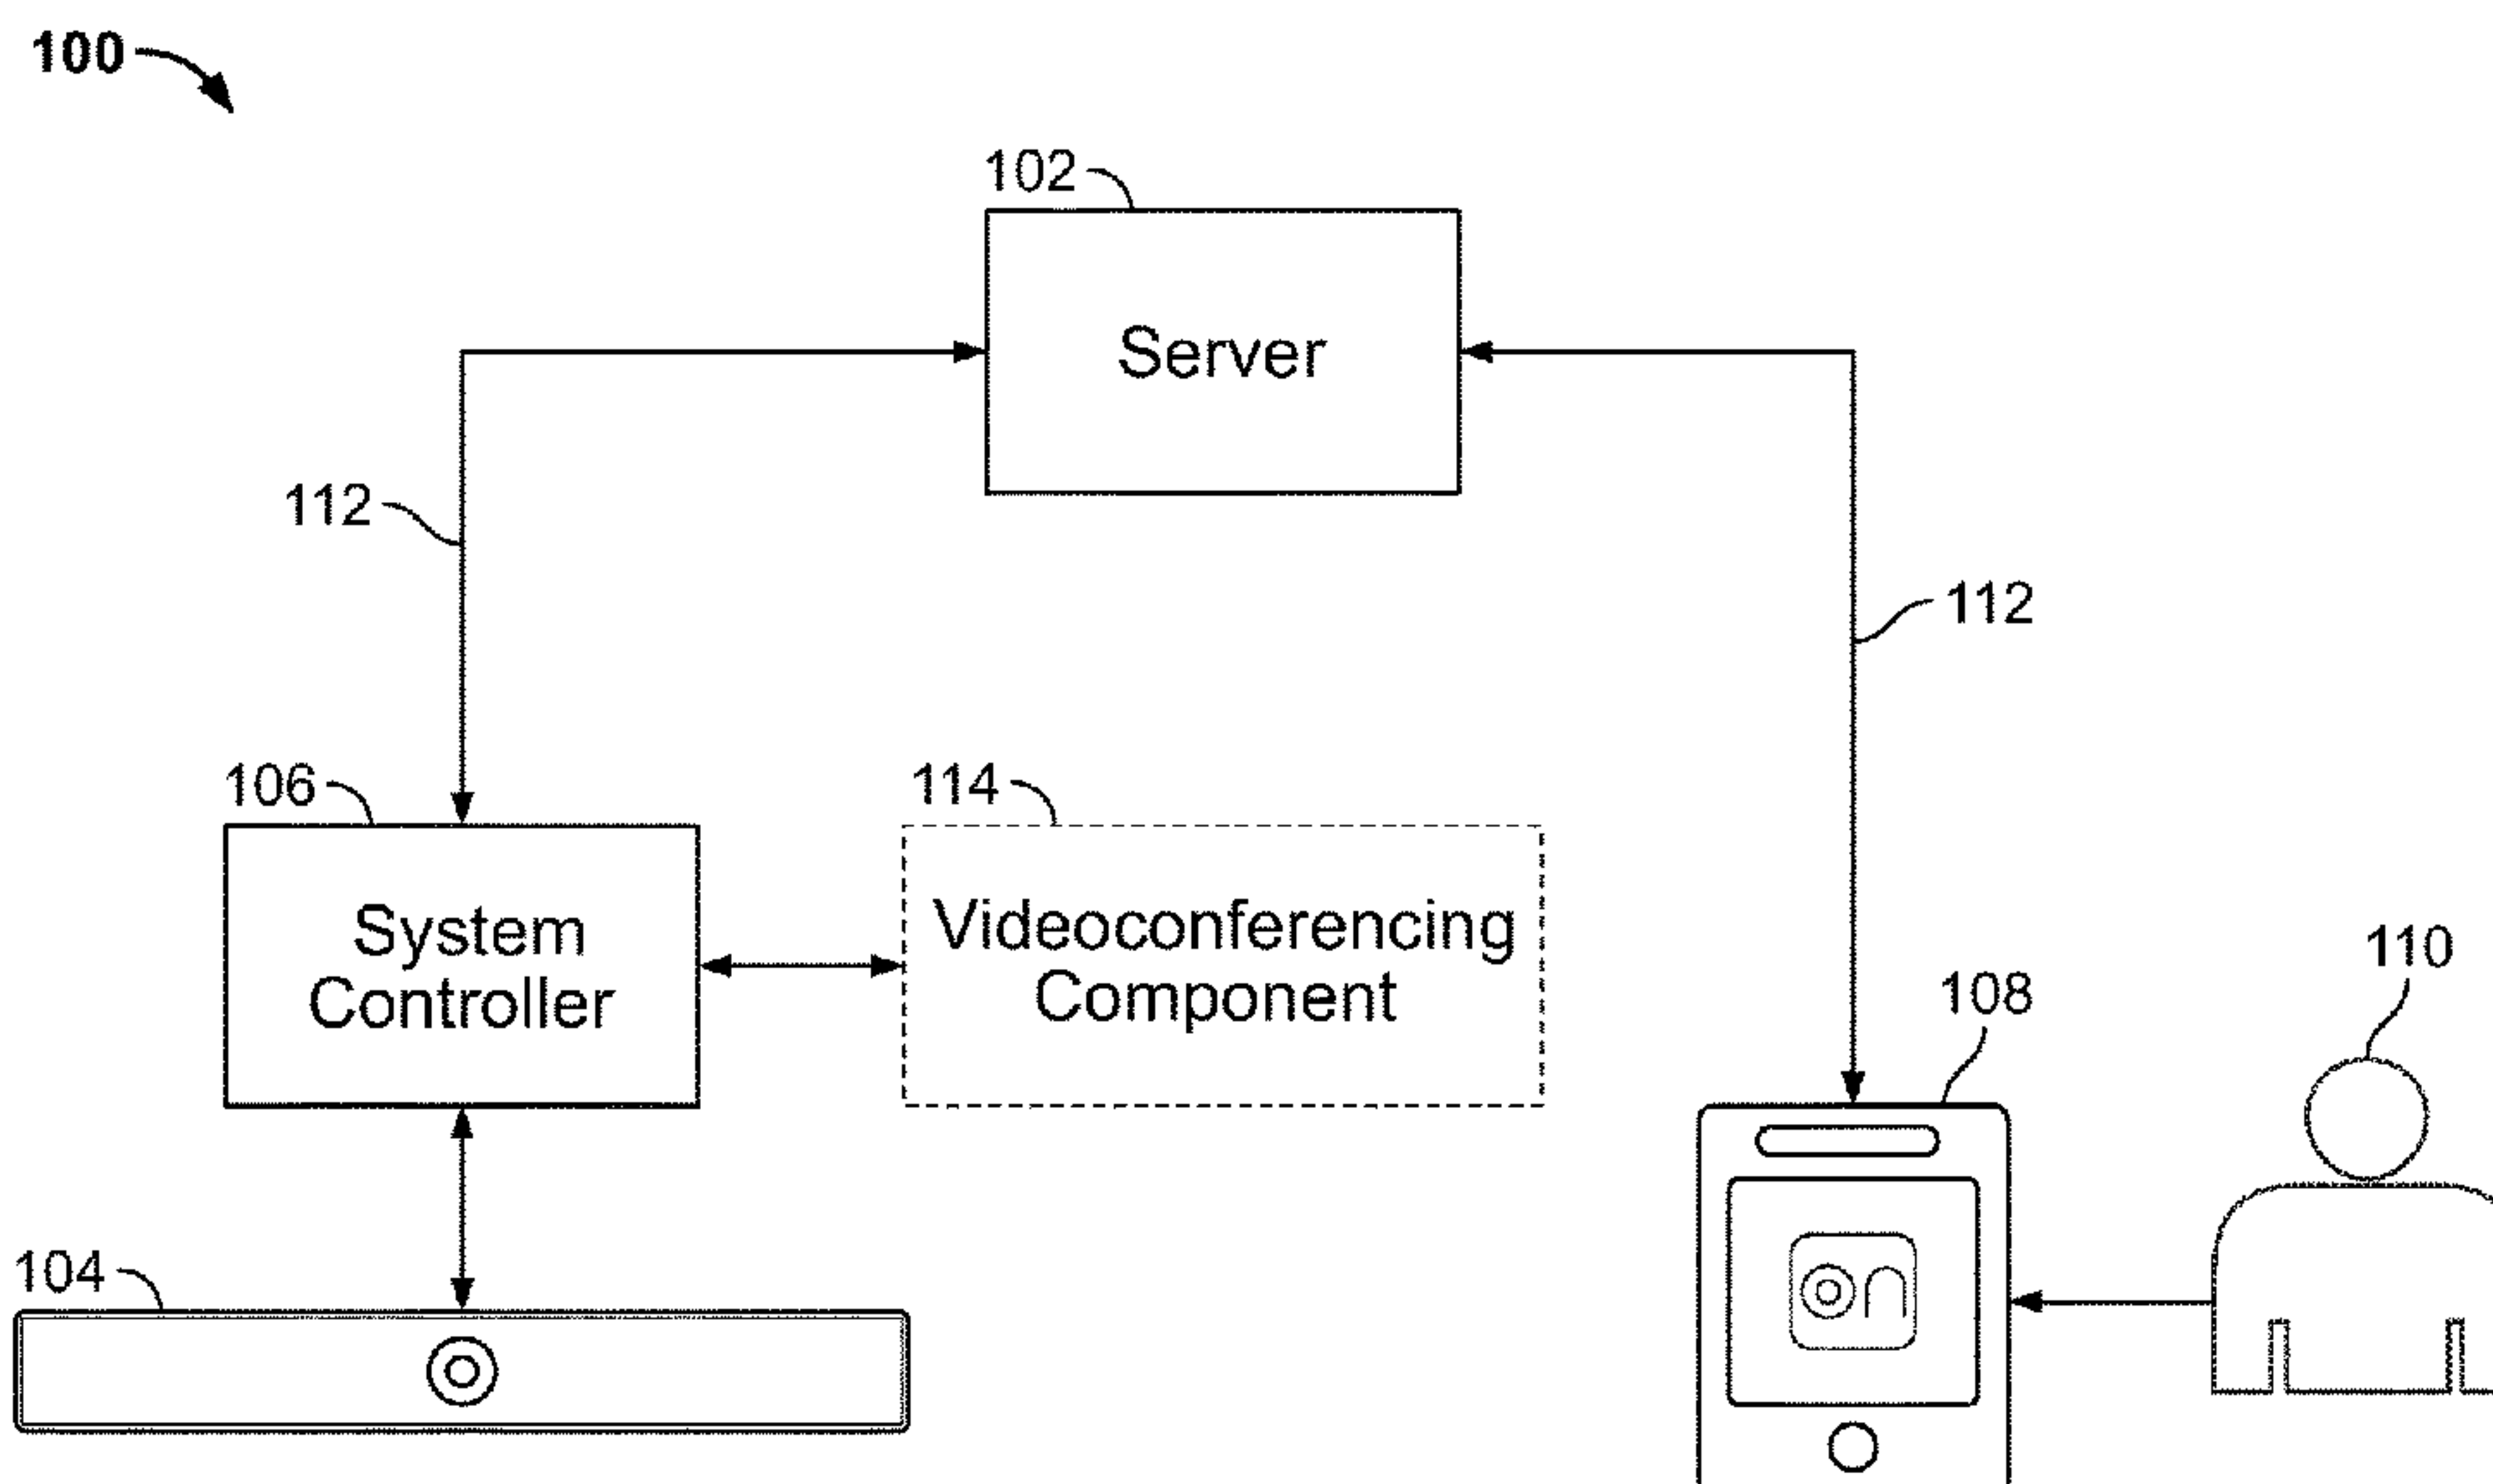 100
102
Server
112
112
106
114
System
Controller
Videoconferencing
Component
110
108
104